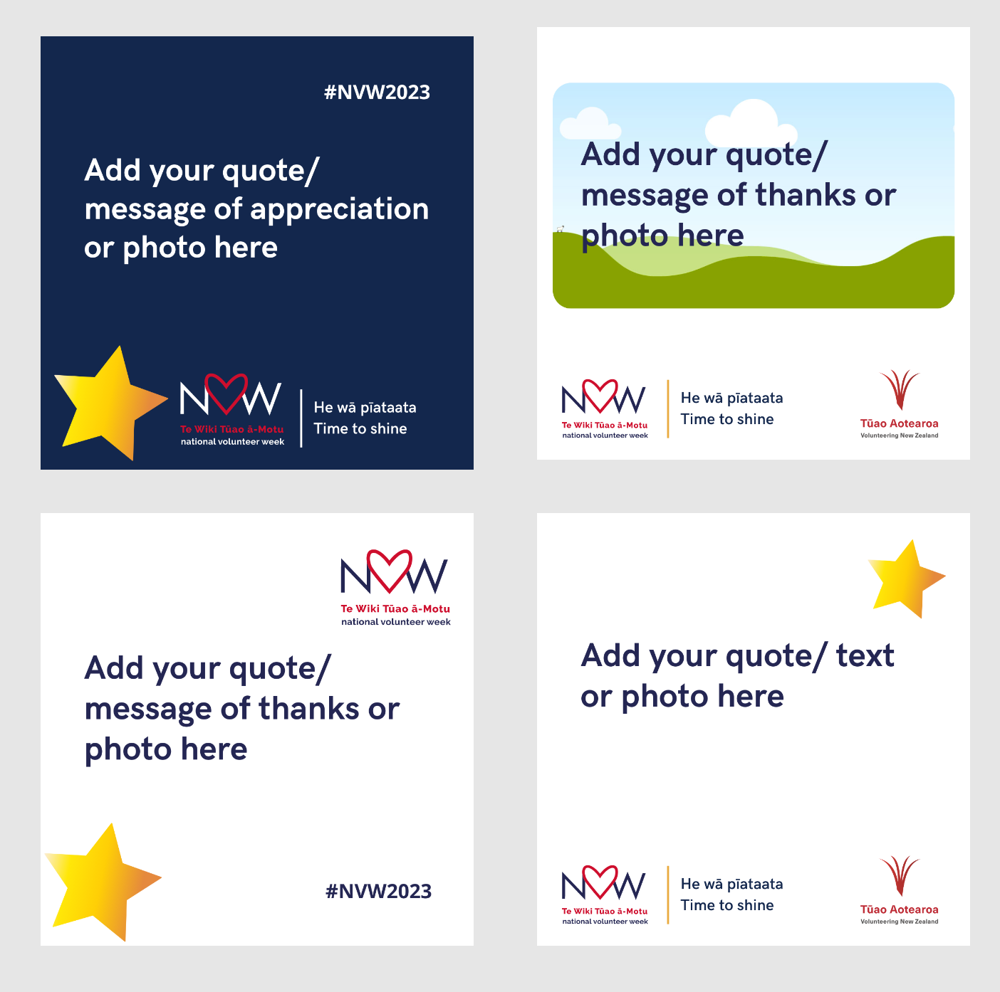 #NVW2023
Add your quote/
message of appreciation
or photo here
NVW
Te Wiki Tūao ā-Motu
national volunteer week
He wā pīataata
Time to shine
Add your quote/
message of thanks or
photo here
NVW
Te Wiki Tūao ā-Motu
national volunteer week
He wā pīataata
Time to shine
Tūao Aotearoa
Volunteering New Zealand
NVW
Te Wiki Tūao ā-Motu
national volunteer week
Add your quote/
message of thanks or
photo here
#NVW2023
Add your quote/ text
or photo here
NVW
Te Wiki Tūao ā-Motu
national volunteer week
He wā pīataata
Time to shine
Tūao Aotearoa
Volunteering New Zealand